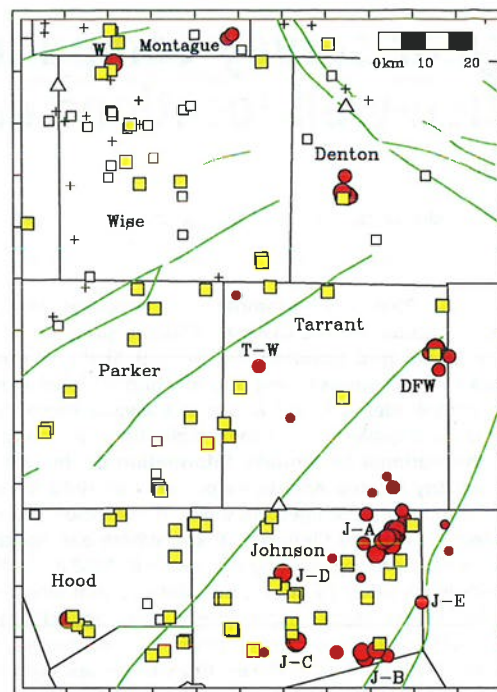 W
Montague
0km 10 20
Denton
Wise
Tarrant
T-W
Parker
DFW
J-A
Johnson
J-D
Hood
J-E
J-C
J-B